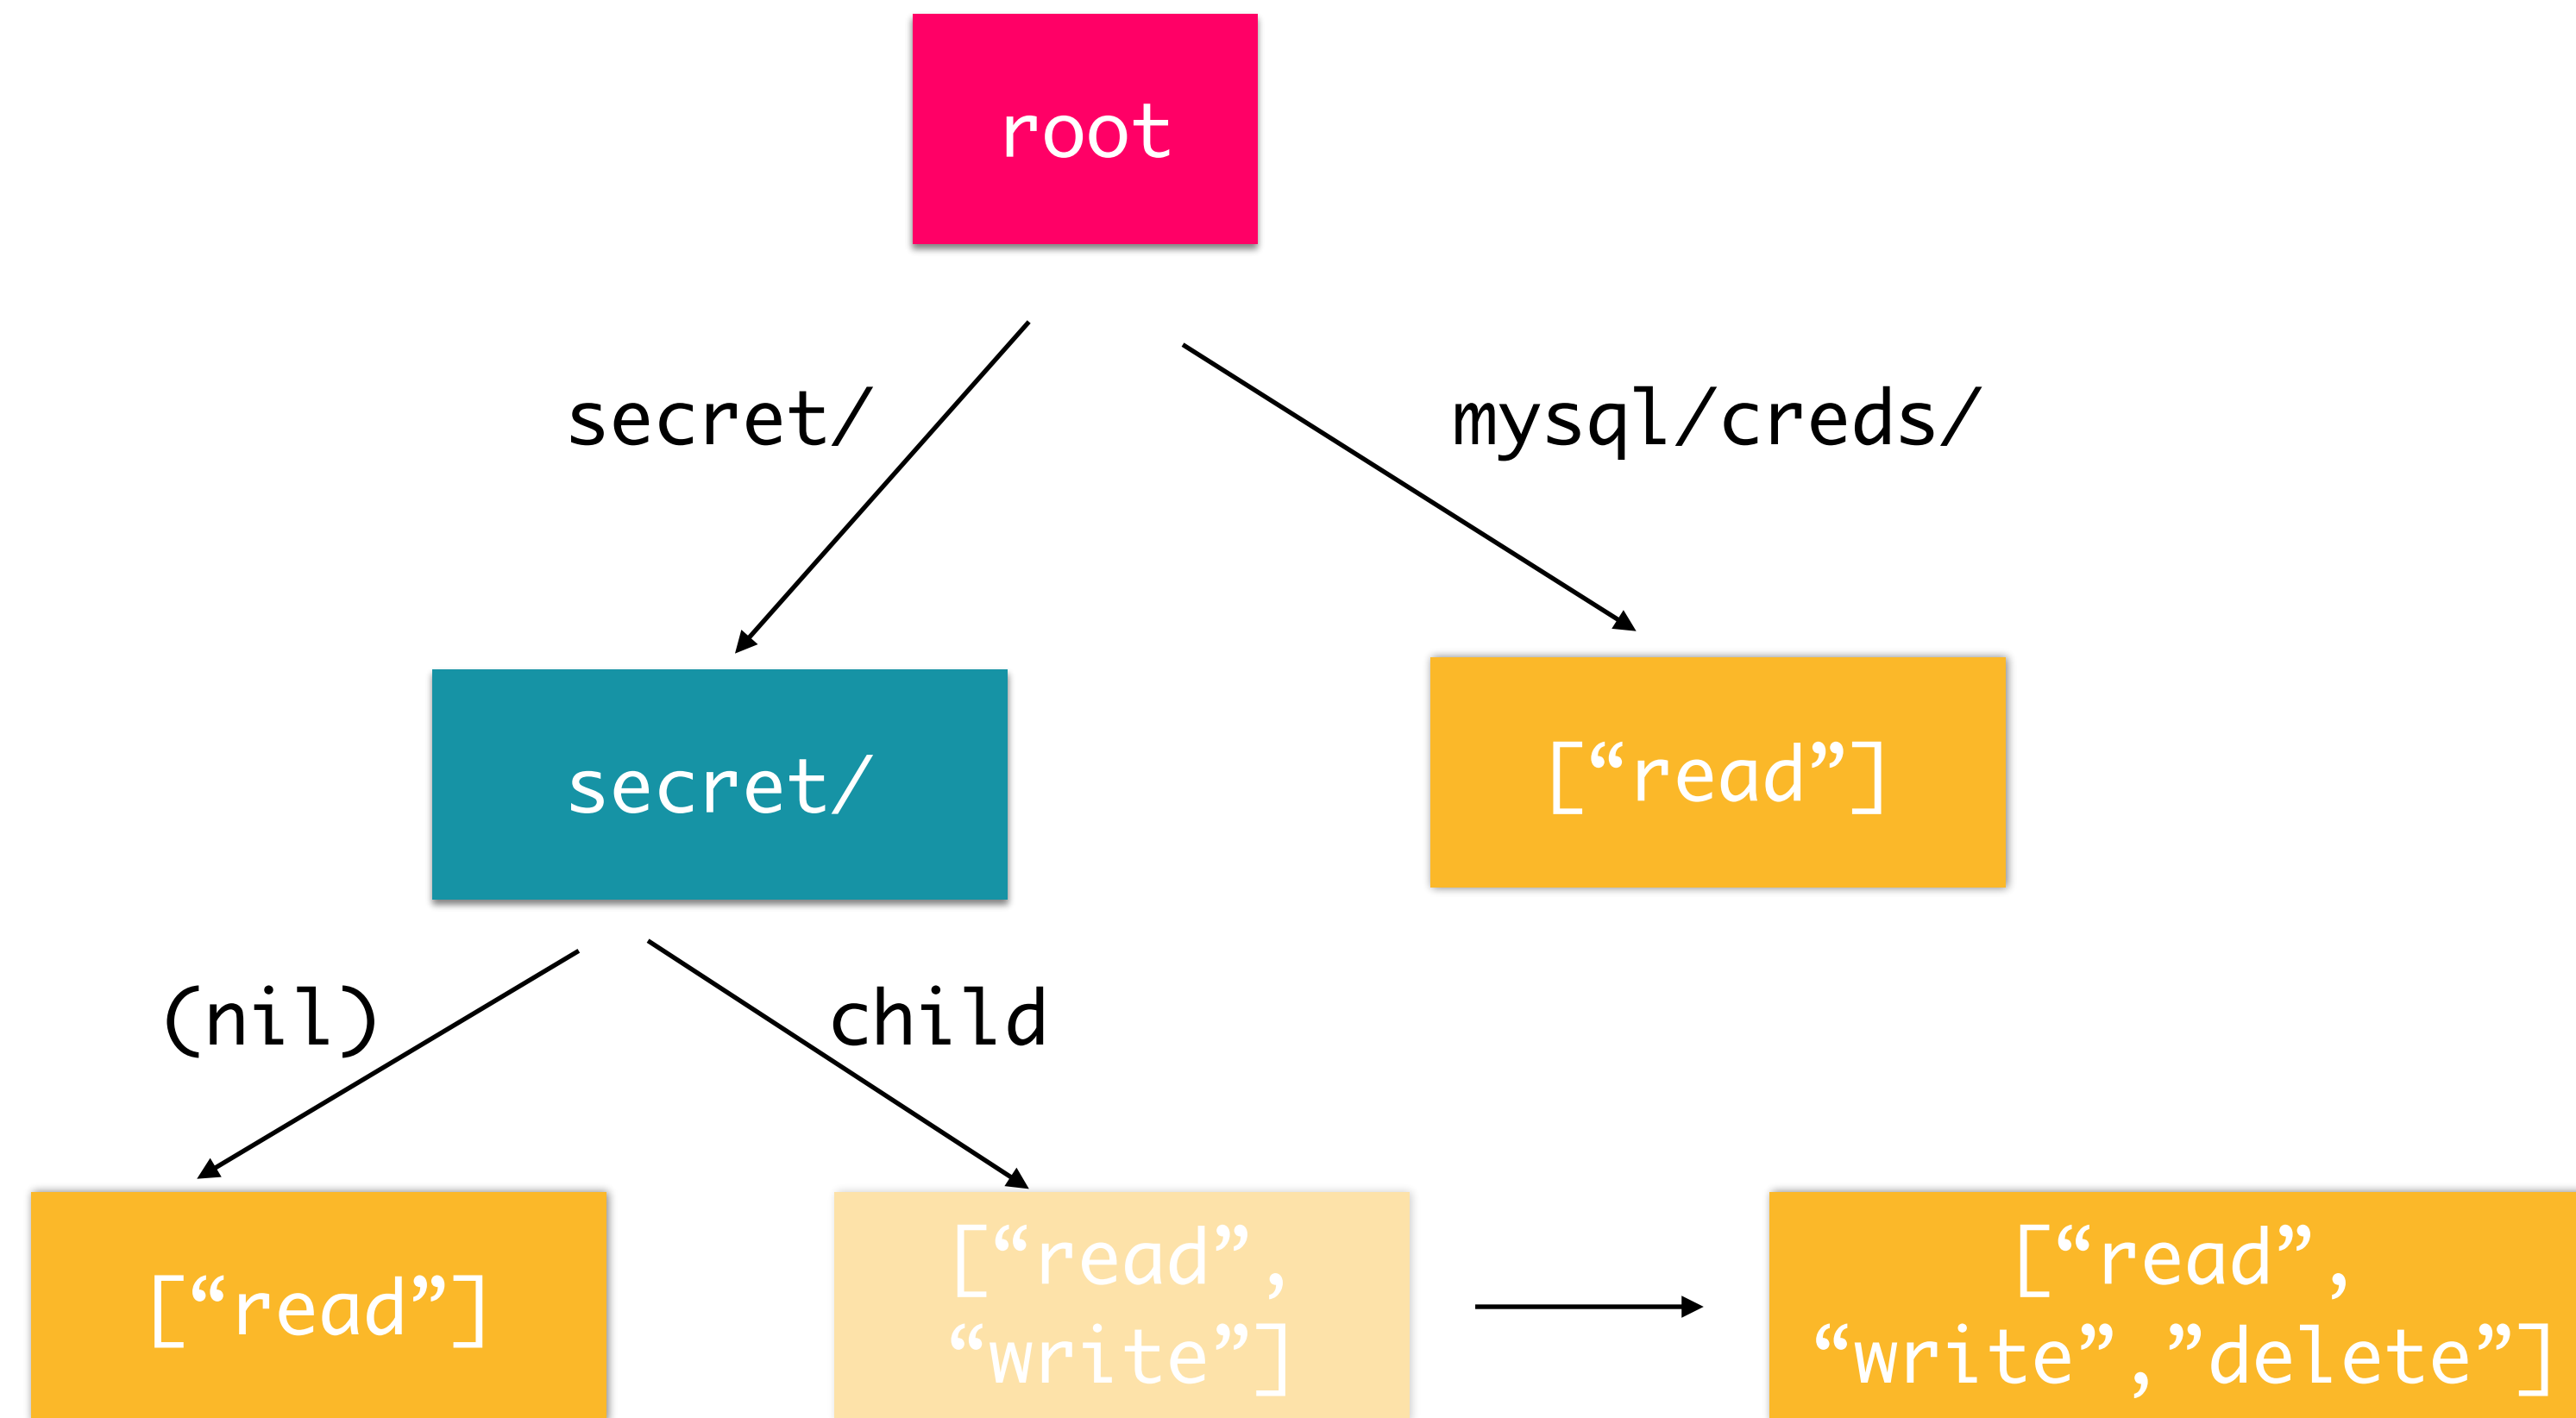 root
secret/
mysql/creds/
secret/
[“read”]
(nil)
child
[“read”]
[“read”,
“write”]
[“read”,
“write”,”delete”]